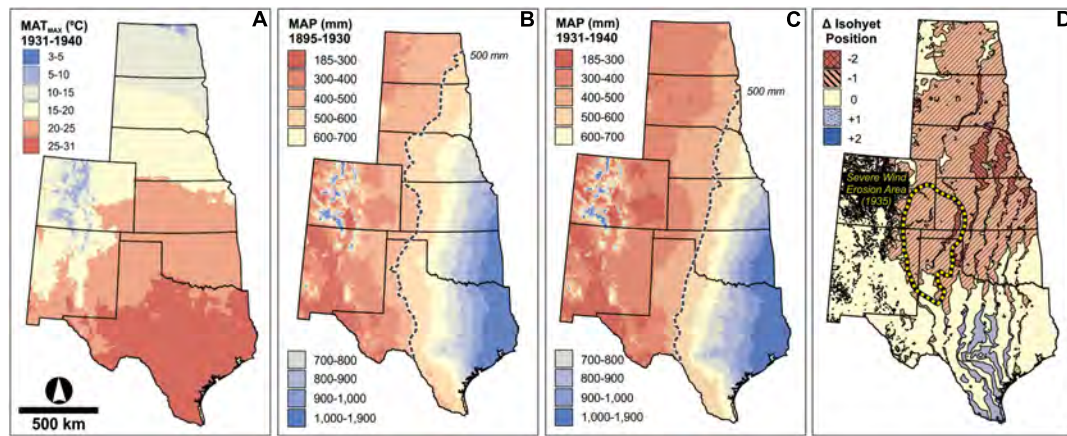 A
MAT MAX (ºC)
1931-1940
3-5
5-10
10-15
15-20
20-25
25-31
500 km
B
MAP (mm)
1895-1930
185-300
300-400
400-500
500-600
600-700
500 mm
700-800
800-900
900-1,000
1,000-1,900
C
MAP (mm)
1931-1940
185-300
300-400
400-500
500-600
600-700
500 mm
700-800
800-900
900-1,000
1,000-1,900
D
Δ Isohyet
Position
-2
-1
0
+1
+2
Severe Wind
Erosion Area
(1935)